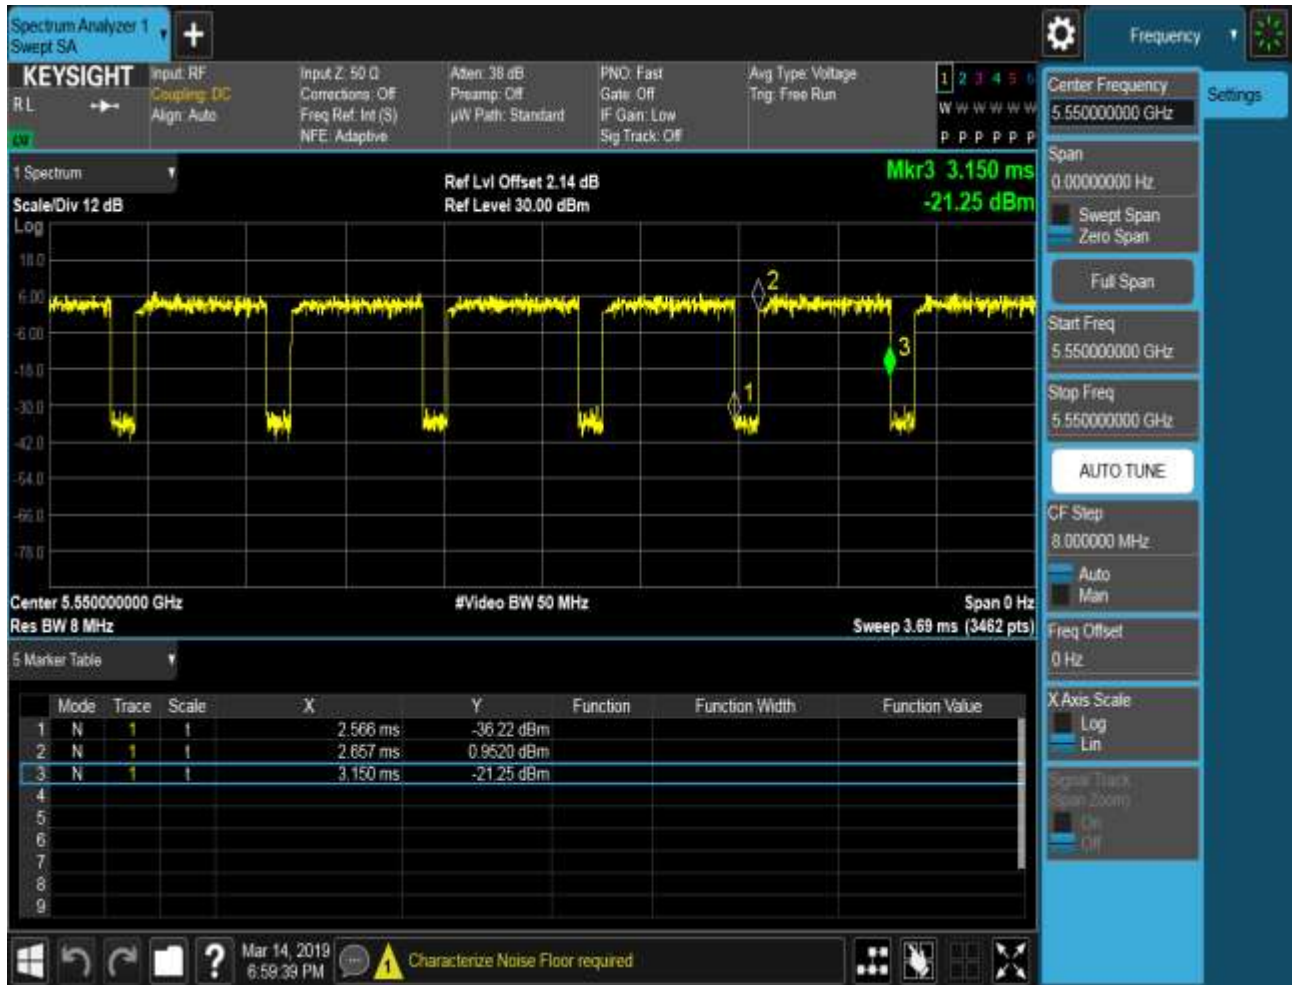 Spectrum Analyzer 1
Swept SA
Frequency
KEYSIGHT
RL
Input: RF
Coupling: DC
Align: Auto
Input Z: 50 Ω
Corrections: Off
Freq Ref: Int (S)
NFE: Adaptive
Atten: 38 dB
Preamp: Off
µW Path: Standard
PNO: Fast
Gate: Off
IF Gain: Low
Sig Track: Off
Avg Type: Voltage
Trig: Free Run
1 2 3 4 5 6
W W W W W W
P P P P P P
Center Frequency
5.550000000 GHz
Settings
1 Spectrum
Scale/Div 12 dB
Ref Lvl Offset 2.14 dB
Ref Level 30.00 dBm
Mkr3 3.150 ms
-21.25 dBm
Span
0.00000000 Hz
Swept Span
Zero Span
Full Span
Log
18.0
6.00
-6.00
-18.0
-30.0
-42.0
-54.0
-66.0
-78.0
1
2
3
Start Freq
5.550000000 GHz
Stop Freq
5.550000000 GHz
AUTO TUNE
CF Step
8.000000 MHz
Auto
Man
Center 5.550000000 GHz
#Video BW 50 MHz
Span 0 Hz
Res BW 8 MHz
Sweep 3.69 ms (3462 pts)
Freq Offset
0 Hz
5 Marker Table
X Axis Scale
Log
Lin
Mode Trace Scale X Y Function Function Width Function Value
1 N 1 t 2.566 ms -36.22 dBm
2 N 1 t 2.657 ms 0.9520 dBm
3 N 1 t 3.150 ms -21.25 dBm
4
5
6
7
8
9
Signal Track
(Span Zoom)
On
Off
?
Mar 14, 2019
6:59:39 PM
1
Characterize Noise Floor required